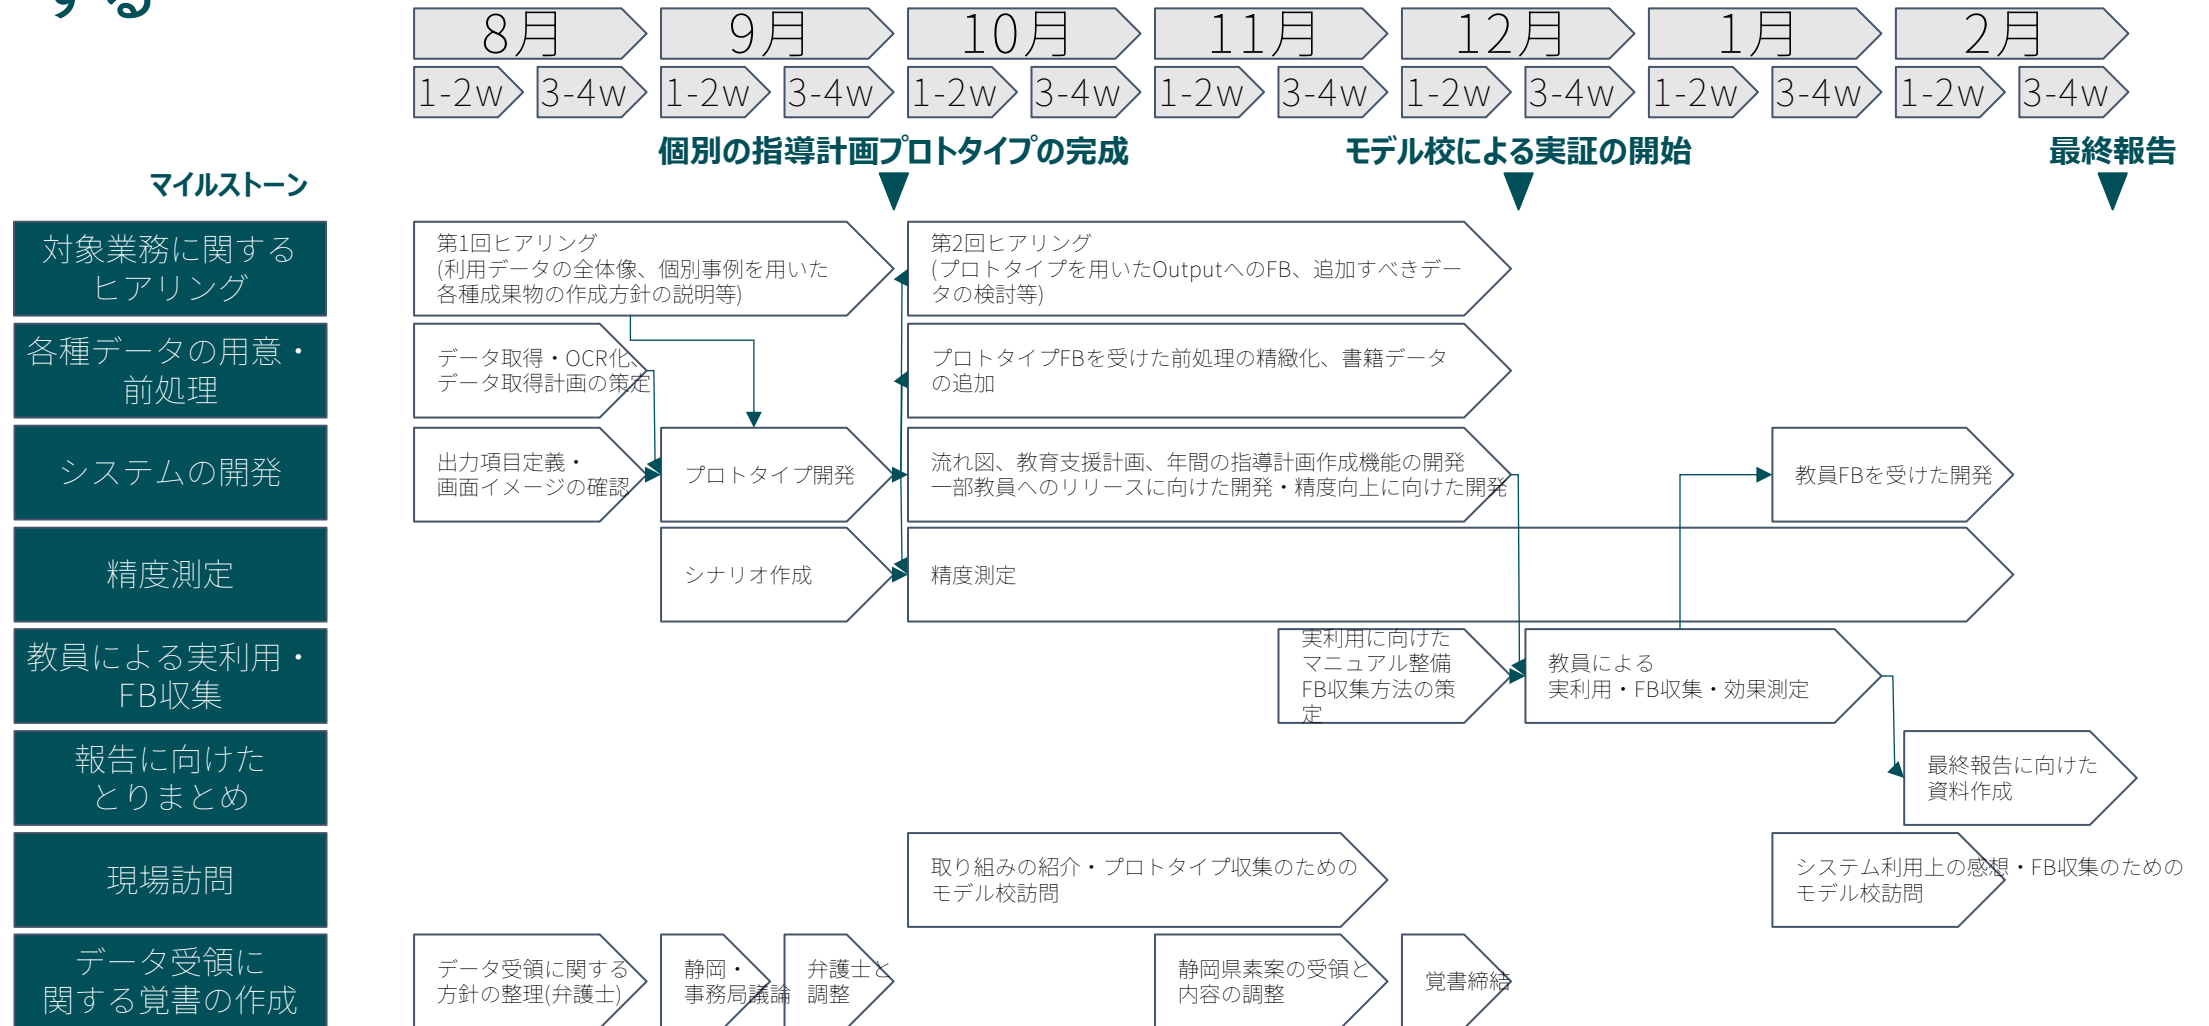 する
8月
9月
10月
11月
12月
1月
2月
1-2w
3-4w
1-2w
3-4w
1-2w
3-4w
1-2w
3-4w
1-2w
3-4w
1-2w
3-4w
1-2w
3-4w
個別の指導計画プロトタイプの完成
モデル校による実証の開始
最終報告
マイルストーン
対象業務に関する
ヒアリング
第1回ヒアリング
(利用データの全体像、個別事例を用いた
各種成果物の作成方針の説明等)
第2回ヒアリング
(プロトタイプを用いたOutputへのFB、追加すべきデー
タの検討等)
各種データの用意・
前処理
データ取得・OCR化、
データ取得計画の策定
プロトタイプFBを受けた前処理の精緻化、書籍データ
の追加
システムの開発
出力項目定義・
画面イメージの確認
プロトタイプ開発
流れ図、教育支援計画、年間の指導計画作成機能の開発
一部教員へのリリースに向けた開発・精度向上に向けた開発
教員FBを受けた開発
精度測定
シナリオ作成
精度測定
教員による実利用・
FB収集
実利用に向けた
マニュアル整備
FB収集方法の策
定
教員による
実利用・FB収集・効果測定
報告に向けた
とりまとめ
最終報告に向けた
資料作成
現場訪問
取り組みの紹介・プロトタイプ収集のための
モデル校訪問
システム利用上の感想・FB収集のための
モデル校訪問
データ受領に
関する覚書の作成
データ受領に関する
方針の整理(弁護士)
静岡・
事務局議論
弁護士と
調整
静岡県素案の受領と
内容の調整
覚書締結